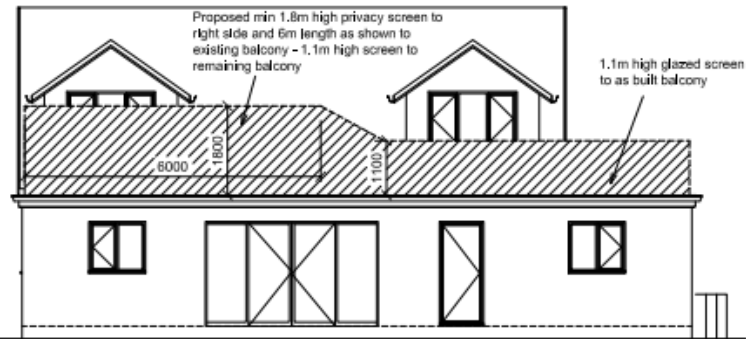 Proposed min 1.8m high privacy screen to
right side and 6m length as shown to
existing balcony - 1.1m high screen to
remaining balcony
1.1m high glazed screen
to as built balcony
6000
1800
1100